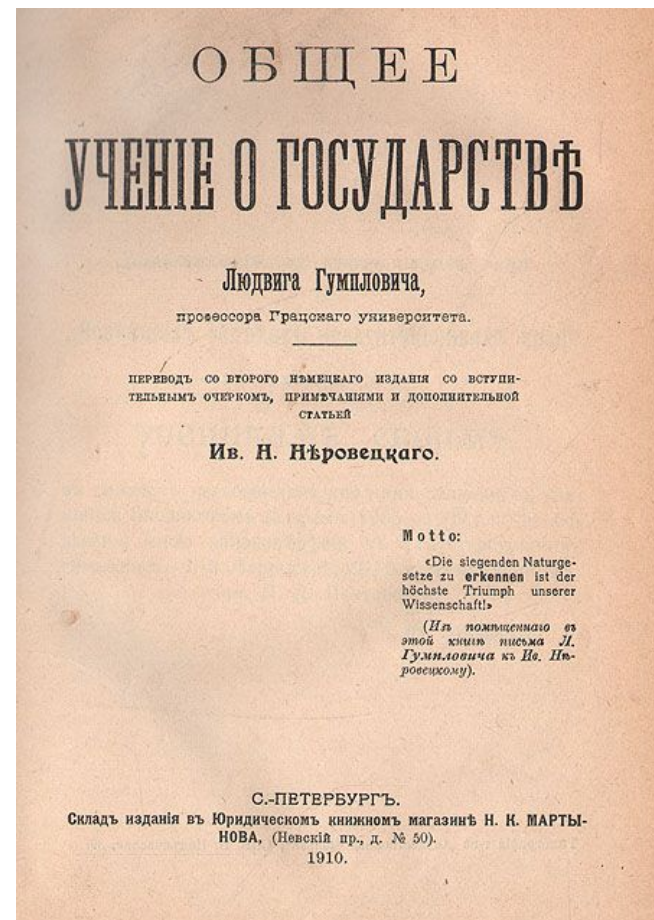 ОБЩЕЕ
УЧЕНІЕ О ГОСУДАРСТВѢ
Людвига Гумпловича,
профессора Грацскаго университета.
ПЕРЕВОДЪ СО ВТОРОГО НѢМЕЦКАГО ИЗДАНІЯ СО ВСТУПИ-
ТЕЛЬНЫМЪ ОЧЕРКОМЪ, ПРИМѢЧАНІЯМИ И ДОПОЛНИТЕЛЬНОЙ
СТАТЬЕЙ
Ив. Н. Нѣровецкаго.
Motto:
«Die siegenden Naturge-
setze zu erkennen ist der
höchste Triumph unserer
Wissenschaft!»
(Изъ помѣщеннаго въ
этой книгѣ письма Л.
Гумпловича къ Ив. Нѣ-
ровецкому).
С.-ПЕТЕРБУРГЪ.
Складъ изданія въ Юридическомъ книжномъ магазинѣ Н. К. МАРТЫ-
НОВА, (Невскій пр., д. № 50).
1910.